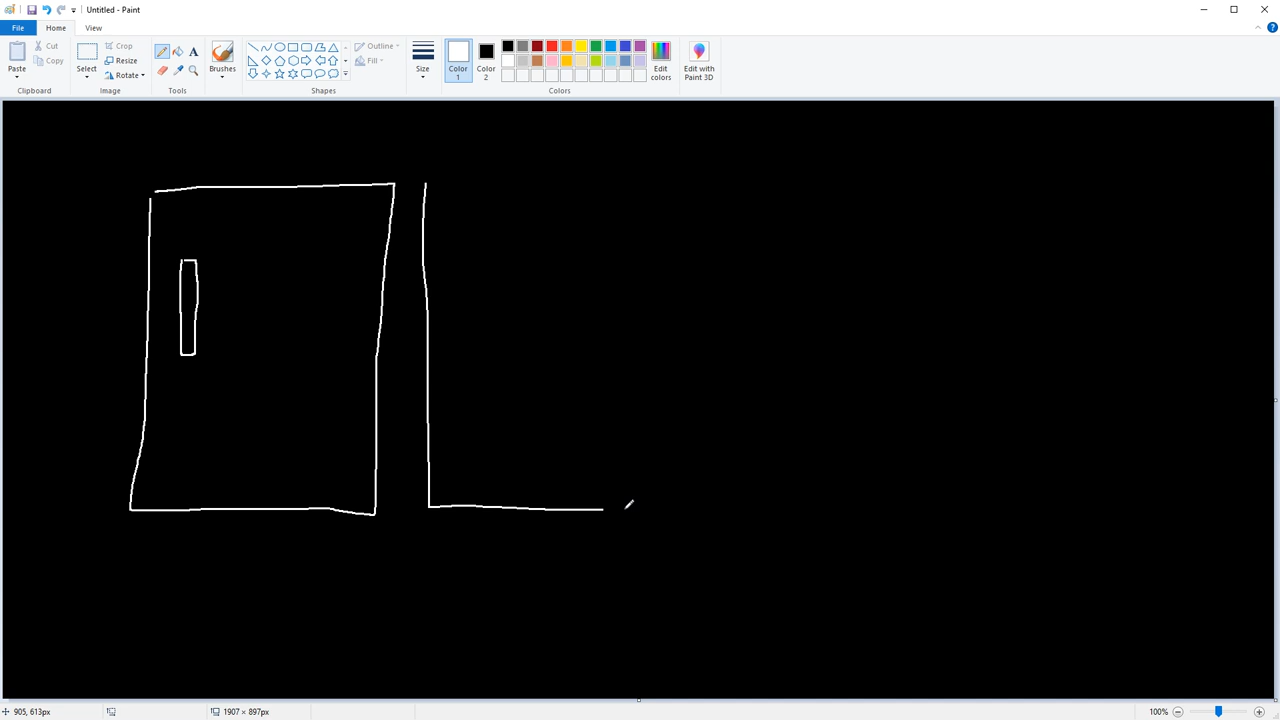 Untitled - Paint
File Home View
Paste
Cut
Copy
Clipboard
Select
Crop
Resize
Rotate
Image
A
Tools
Brushes
Outline
Fill
Shapes
Size
Color 1
Color 2
Edit colors
Colors
Edit with Paint 3D
905, 613px
1907 × 897px
100%